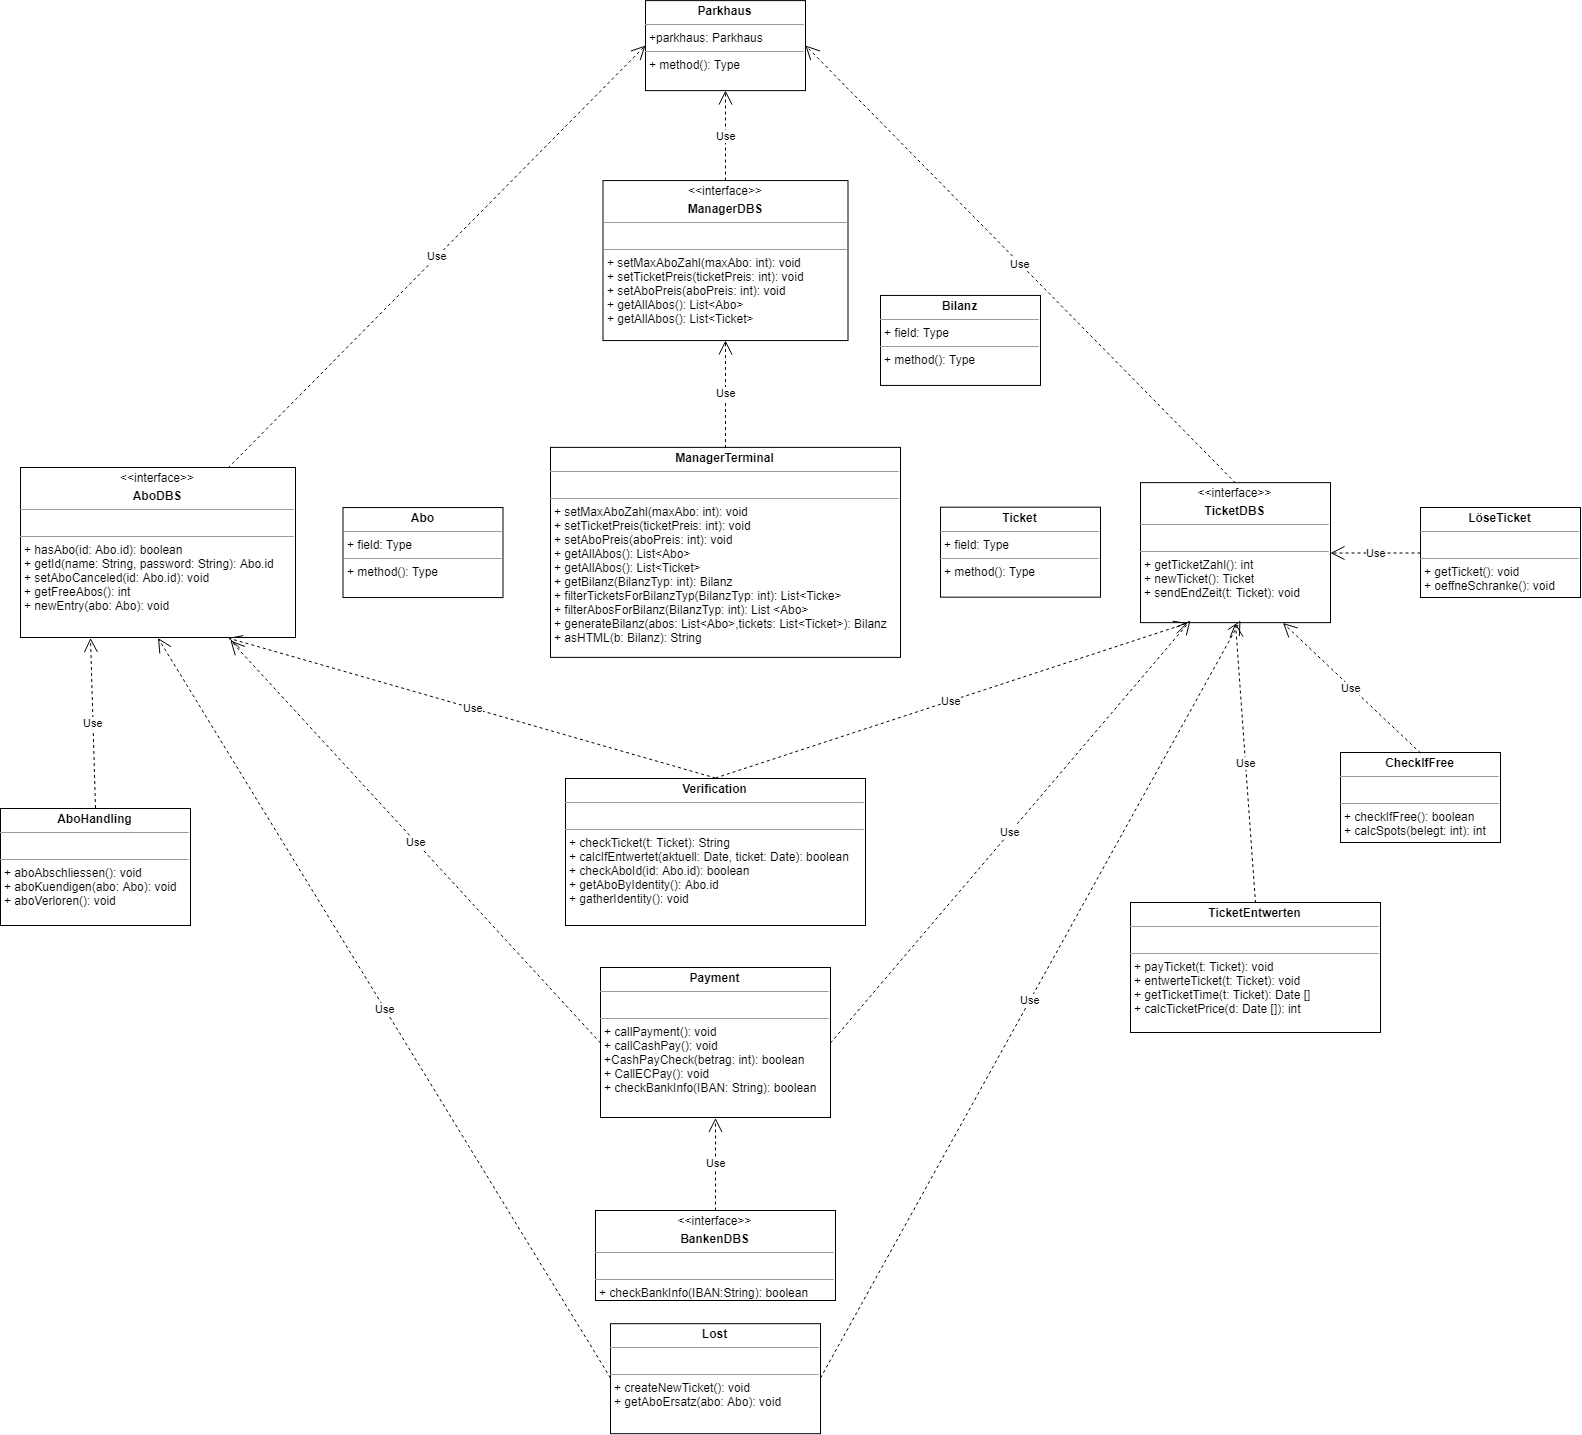 Parkhaus
+parkhaus: Parkhaus
+ method(): Type
Use
<<interface>>
ManagerDBS
+ setMaxAboZahl(maxAbo: int): void
+ setTicketPreis(ticketPreis: int): void
+ setAboPreis(aboPreis: int): void
+ getAllAbos(): List<Abo>
+ getAllAbos(): List<Ticket>
Use
Use
Bilanz
+ field: Type
+ method(): Type
Use
ManagerTerminal
+ setMaxAboZahl(maxAbo: int): void
+ setTicketPreis(ticketPreis: int): void
+ setAboPreis(aboPreis: int): void
+ getAllAbos(): List<Abo>
+ getAllAbos(): List<Ticket>
+ getBilanz(BilanzTyp: int): Bilanz
+ filterTicketsForBilanzTyp(BilanzTyp: int): List<Ticke>
+ filterAbosForBilanz(BilanzTyp: int): List <Abo>
+ generateBilanz(abos: List<Abo>,tickets: List<Ticket>): Bilanz
+ asHTML(b: Bilanz): String
<<interface>>
AboDBS
+ hasAbo(id: Abo.id): boolean
+ getId(name: String, password: String): Abo.id
+ setAboCanceled(id: Abo.id): void
+ getFreeAbos(): int
+ newEntry(abo: Abo): void
Abo
+ field: Type
+ method(): Type
Ticket
+ field: Type
+ method(): Type
<<interface>>
TicketDBS
+ getTicketZahl(): int
+ newTicket(): Ticket
+ sendEndZeit(t: Ticket): void
Use
LöseTicket
+ getTicket(): void
+ oeffneSchranke(): void
Use
Use
Use
Use
Use
CheckIfFree
+ checkIfFree(): boolean
+ calcSpots(belegt: int): int
Verification
+ checkTicket(t: Ticket): String
+ calcIfEntwertet(aktuell: Date, ticket: Date): boolean
+ checkAboId(id: Abo.id): boolean
+ getAboByIdentity(): Abo.id
+ gatherIdentity(): void
AboHandling
+ aboAbschliessen(): void
+ aboKuendigen(abo: Abo): void
+ aboVerloren(): void
Use
Use
TicketEntwerten
+ payTicket(t: Ticket): void
+ entwerteTicket(t: Ticket): void
+ getTicketTime(t: Ticket): Date []
+ calcTicketPrice(d: Date []): int
Payment
+ callPayment(): void
+ callCashPay(): void
+CashPayCheck(betrag: int): boolean
+ CallECPay(): void
+ checkBankInfo(IBAN: String): boolean
Use
Use
Use
<<interface>>
BankenDBS
+ checkBankInfo(IBAN:String): boolean
Lost
+ createNewTicket(): void
+ getAboErsatz(abo: Abo): void